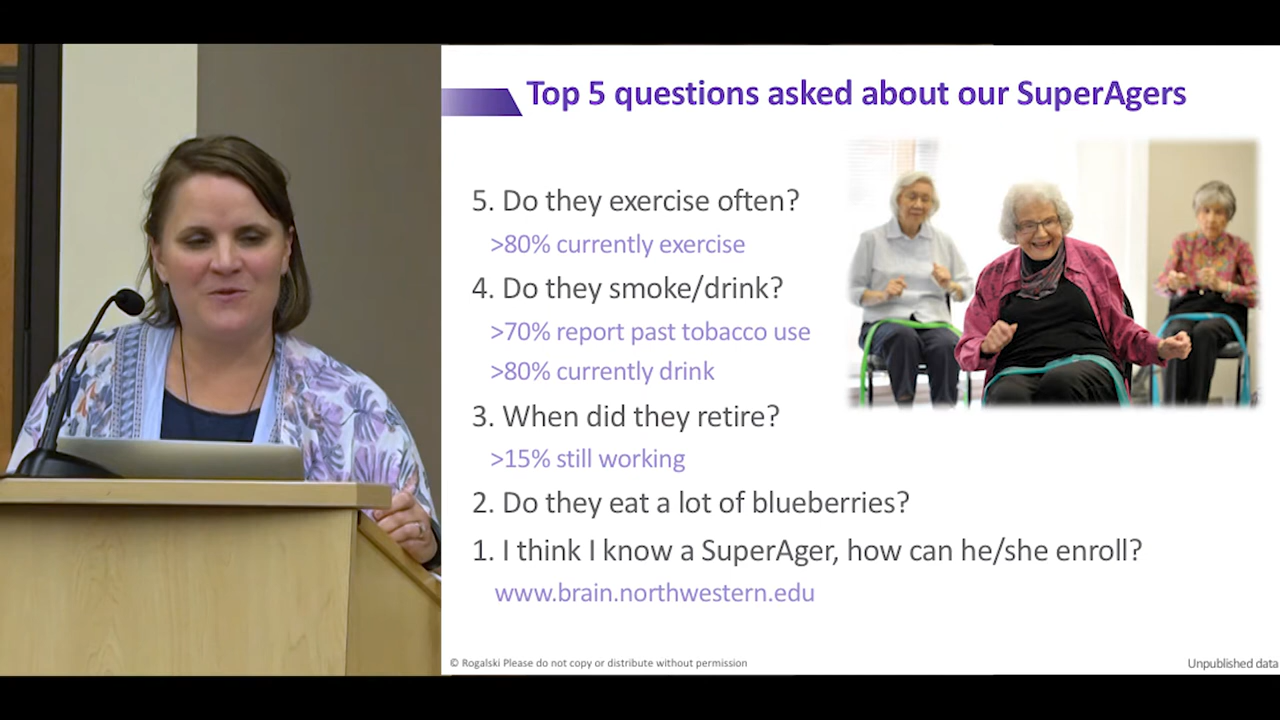 Top 5 questions asked about our SuperAgers
5. Do they exercise often?
>80% currently exercise
4. Do they smoke/drink?
>70% report past tobacco use
>80% currently drink
3. When did they retire?
>15% still working
2. Do they eat a lot of blueberries?
1. I think I know a SuperAger, how can he/she enroll?
www.brain.northwestern.edu
© Rogalski Please do not copy or distribute without permission
Unpublished data